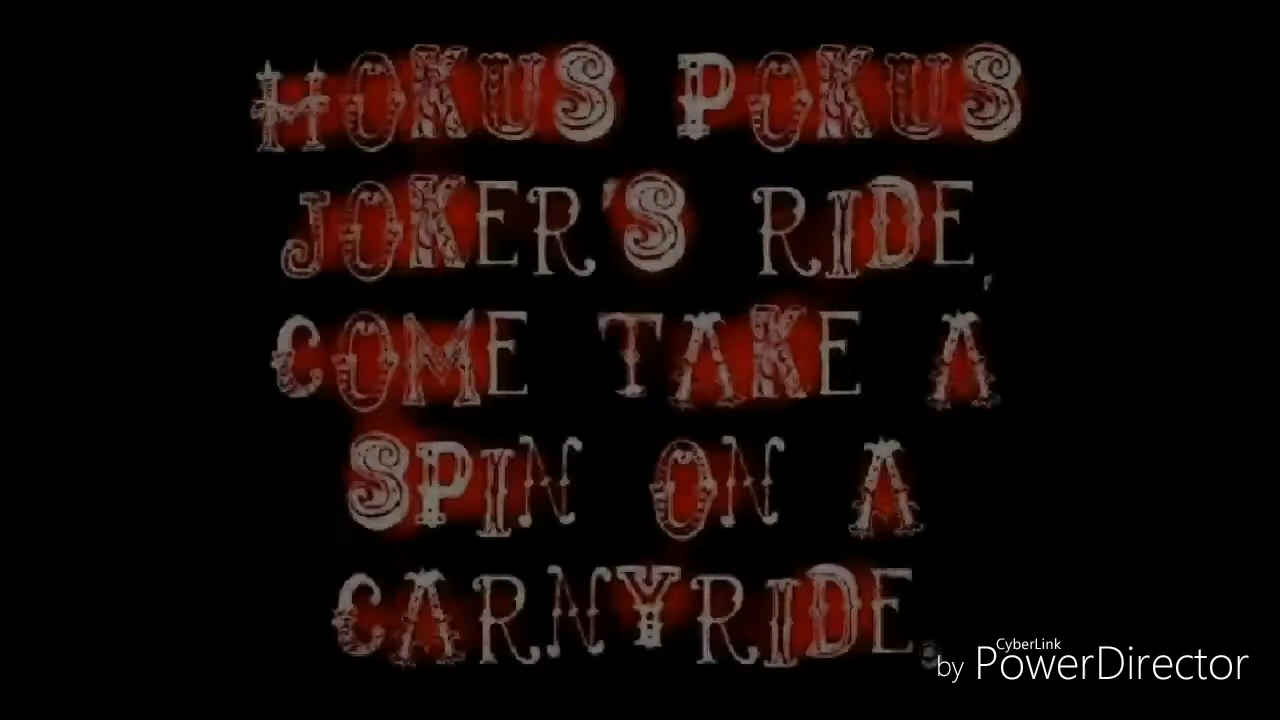 HOKUS POKUS
JOKER'S RIDE,
COME TAKE A
SPIN ON A
CARNYRIDE.
CyberLink
by PowerDirector